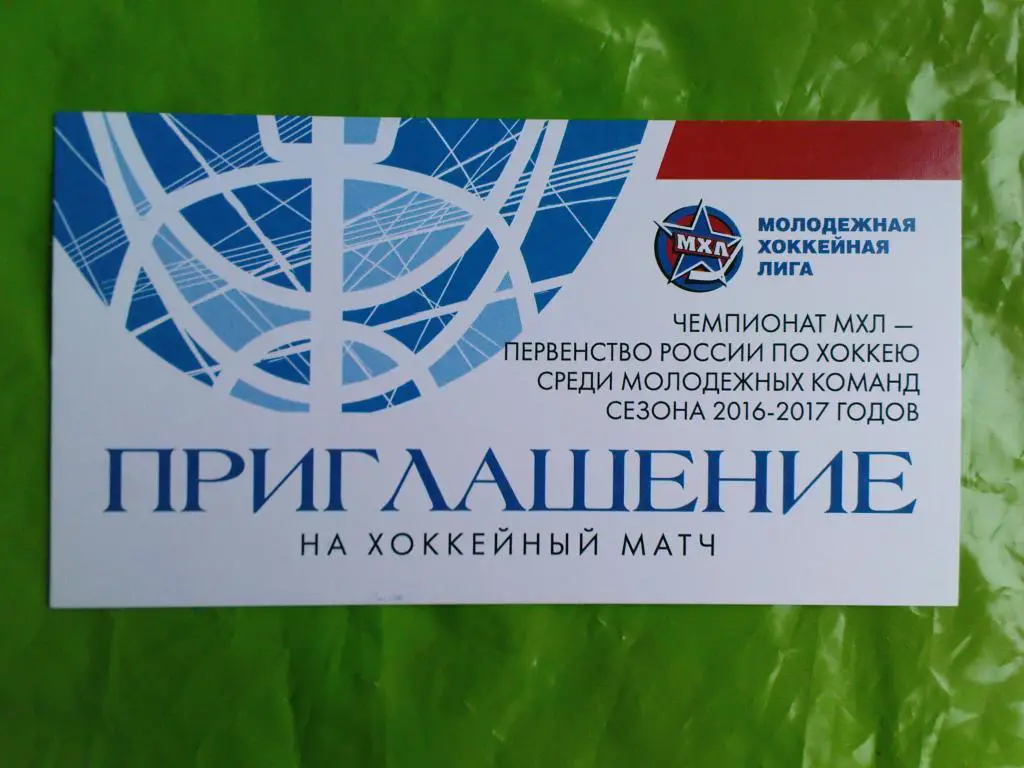 МХЛ
МОЛОДЕЖНАЯ
ХОККЕЙНАЯ
ЛИГА
ЧЕМПИОНАТ МХЛ —
ПЕРВЕНСТВО РОССИИ ПО ХОККЕЮ
СРЕДИ МОЛОДЕЖНЫХ КОМАНД
СЕЗОНА 2016-2017 ГОДОВ
ПРИГЛАШЕНИЕ
НА ХОККЕЙНЫЙ МАТЧ